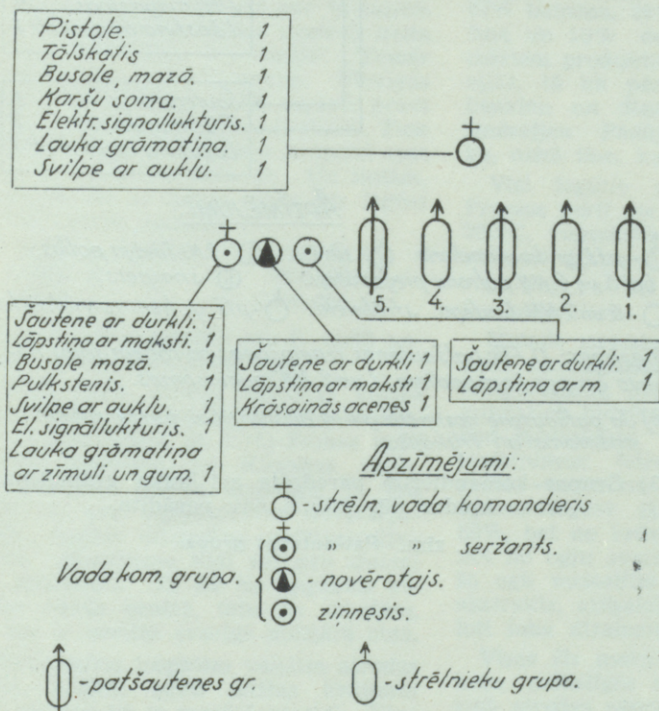 Pistole. 1
Tālskatis 1
Busole, mazā. 1
Karšu soma. 1
Elektr.signallukturis. 1
Lauka grāmatiņa. 1
Svilpe ar auklu. 1
5. 4. 3. 2. 1.
Šautene ar durkli. 1
Lāpstiņa ar maksti. 1
Busole mazā. 1
Pulkstenis. 1
Svilpe ar auklu. 1
El. signāllukturis. 1
Lauka grāmatiņa
ar zīmuli un gum. 1
Šautene ar durkli 1
Lāpstiņa ar maksti 1
Krāsainās acenes 1
Šautene ar durkli. 1
Lāpstiņa ar m. 1
Apzīmējumi:
- strēln. vada komandieris
" " seržants.
Vada kom. grupa.
- novērotajs.
- ziņnesis.
- patšautenes gr.
- strēlnieku grupa.